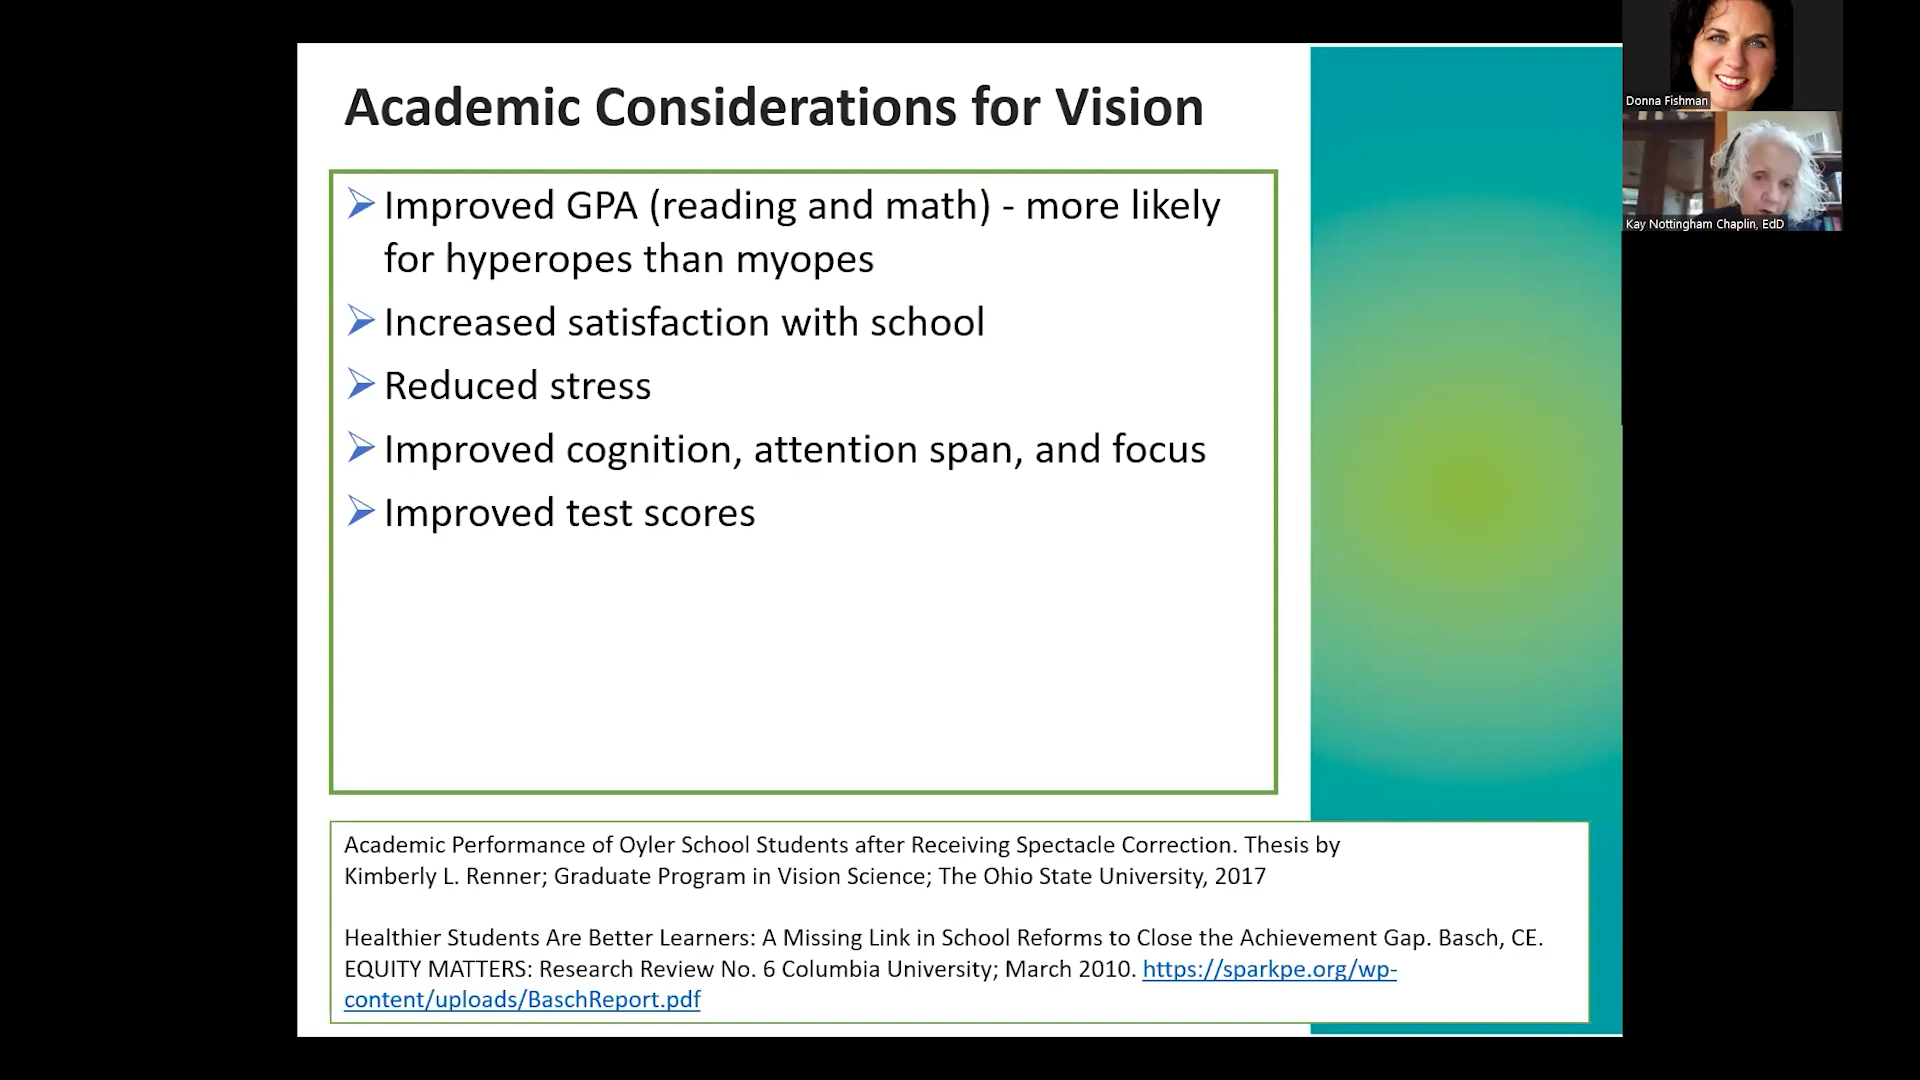 Academic Considerations for Vision
Improved GPA (reading and math) - more likely
for hyperopes than myopes
Increased satisfaction with school
Reduced stress
Improved cognition, attention span, and focus
Improved test scores
Academic Performance of Oyler School Students after Receiving Spectacle Correction. Thesis by
Kimberly L. Renner; Graduate Program in Vision Science; The Ohio State University, 2017
Healthier Students Are Better Learners: A Missing Link in School Reforms to Close the Achievement Gap. Basch, CE.
EQUITY MATTERS: Research Review No. 6 Columbia University; March 2010. https://sparkpe.org/wp-
content/uploads/BaschReport.pdf
Donna Fishman
Kay Nottingham Chaplin, EdD